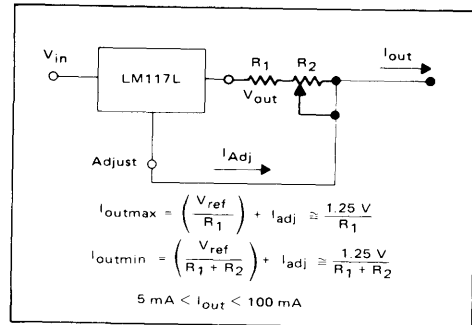 V_in
LM117L
R_1
R_2
I_out
V_out
Adjust
I_Adj
I_outmax = (V_ref / R_1) + I_adj ≅ 1.25 V / R_1
I_outmin = (V_ref / (R_1 + R_2)) + I_adj ≅ 1.25 V / (R_1 + R_2)
5 mA < I_out < 100 mA